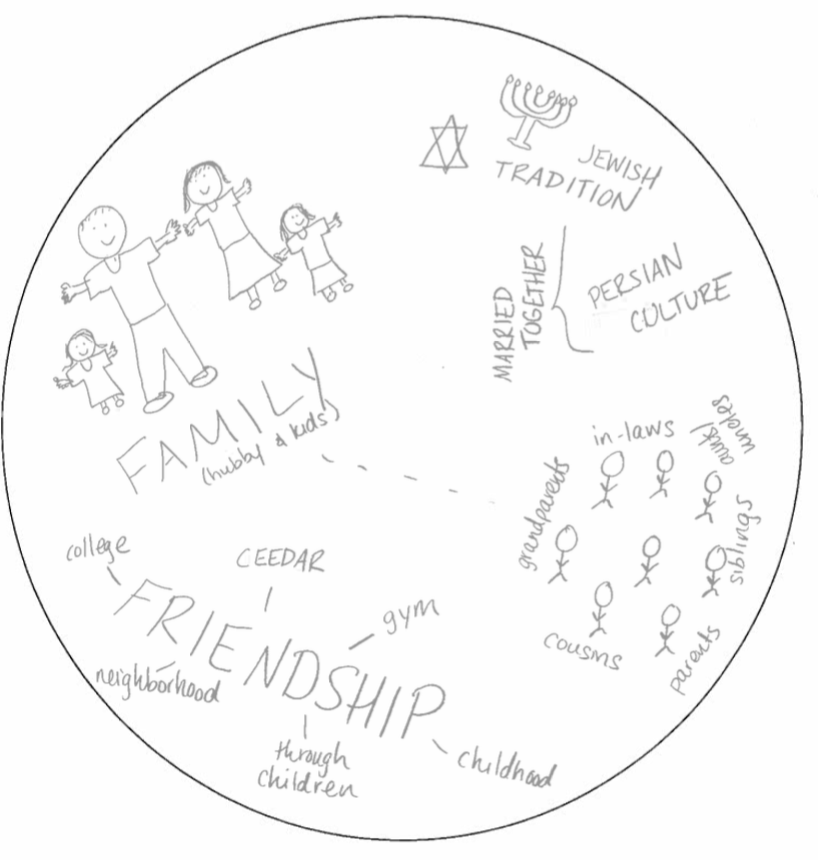 JEWISH
TRADITION
MARRIED
TOGETHER
PERSIAN
CULTURE
FAMILY
(hubby & kids)
in-laws
aunts/
uncles
grandparents
siblings
cousins
parents
college
CEEDAR
gym
FRIENDSHIP
neighborhood
through
children
childhood